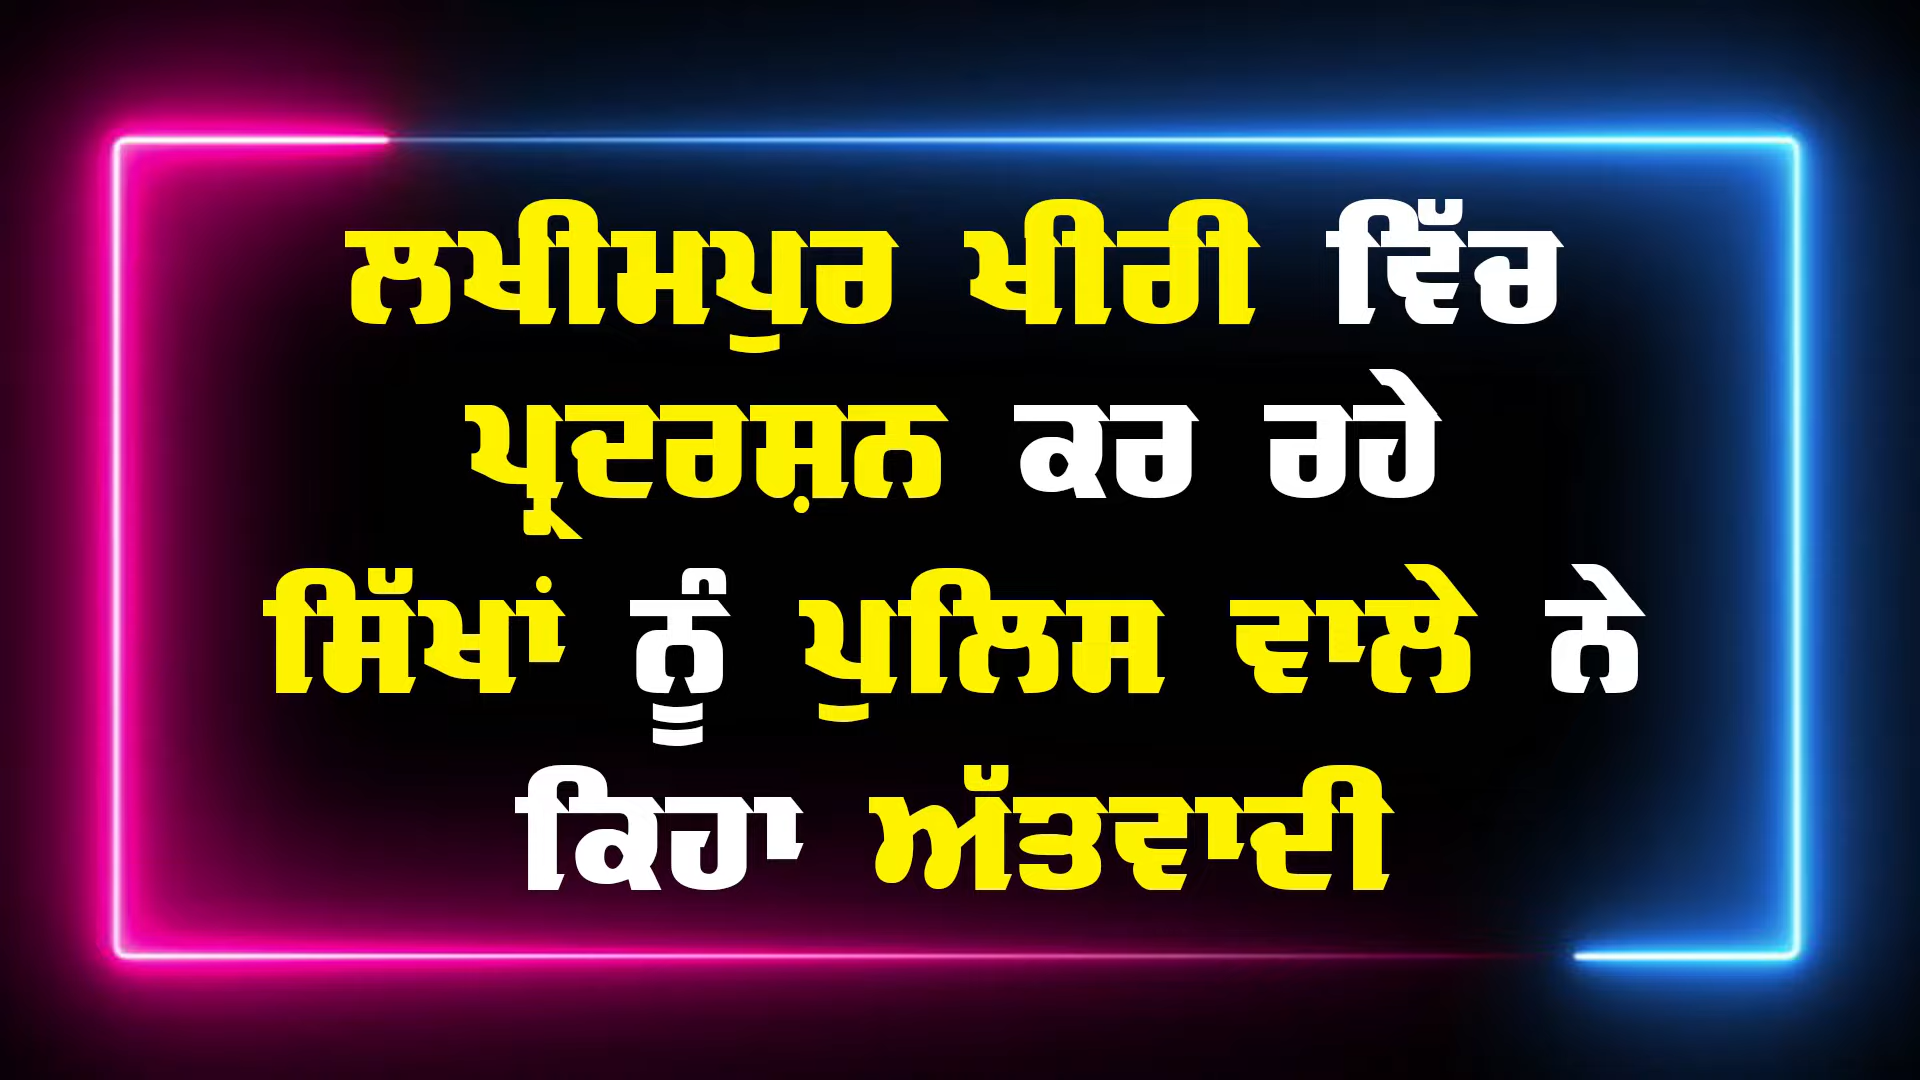 ਲਖੀਮਪੁਰ ਖੀਰੀ ਵਿੱਚ
ਪ੍ਰਦਰਸ਼ਨ ਕਰ ਰਹੇ
ਸਿੱਖਾਂ ਨੂੰ ਪੁਲਿਸ ਵਾਲੇ ਨੇ
ਕਿਹਾ ਅੱਤਵਾਦੀ